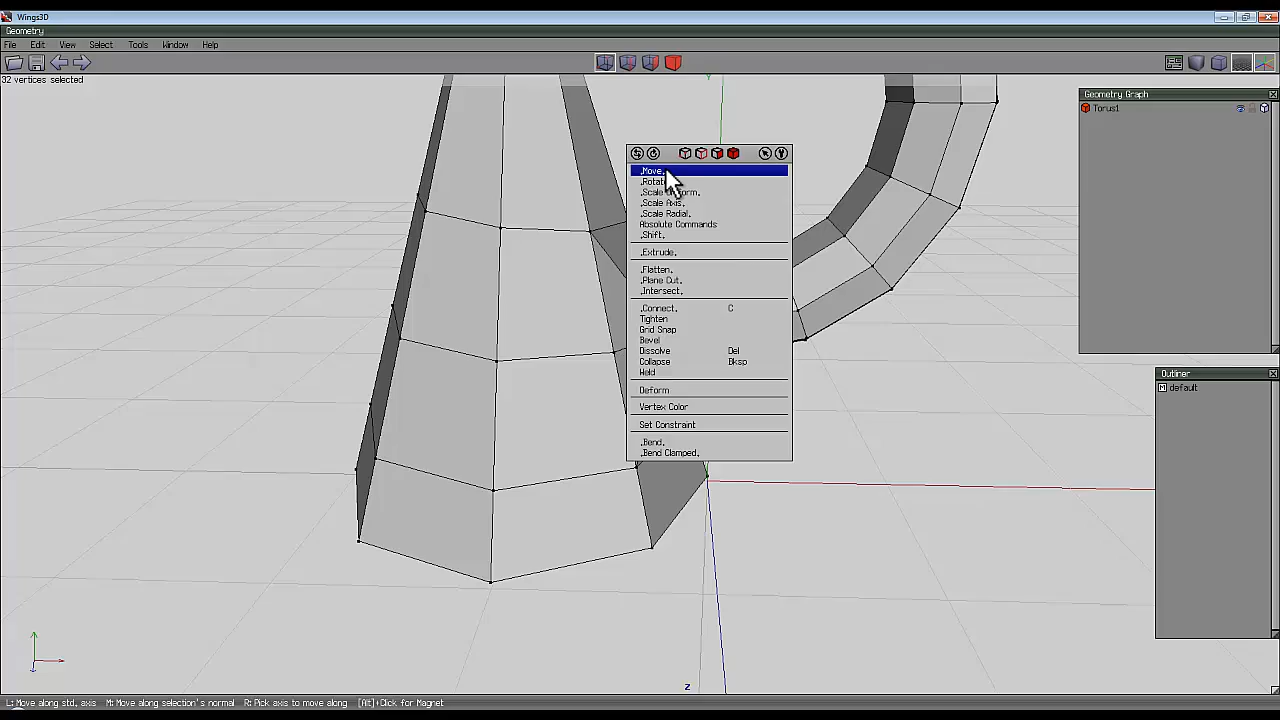 Wings3D
Geometry
File Edit View Select Tools Window Help
32 vertices selected
Y
Geometry Graph
Torus1
.Move.
.Rotat
.Scale Uniform.
.Scale Axis.
.Scale Radial.
Absolute Commands
.Shift.
.Extrude.
.Flatten.
.Plane Cut.
.Intersect.
.Connect. C
Tighten
Grid Snap
Bevel
Dissolve Del
Collapse Bksp
Weld
Deform
Vertex Color
Set Constraint
.Bend.
.Bend Clamped.
Outliner
M default
Z
L:Move along std. axis M:Move along selection's normal R:Pick axis to move along [Alt]+Click for Magnet